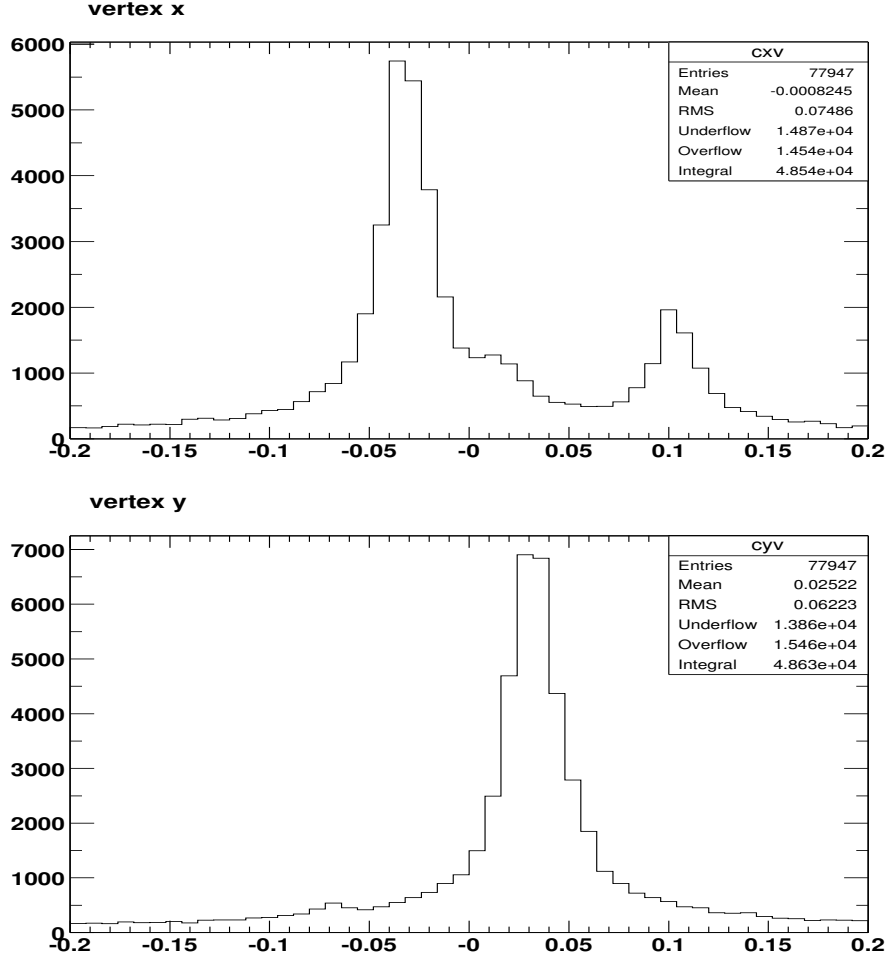 vertex x
6000
5000
4000
3000
2000
1000
0
-0.2 -0.15 -0.1 -0.05 -0 0.05 0.1 0.15 0.2
cxv
Entries 77947
Mean -0.0008245
RMS 0.07486
Underflow 1.487e+04
Overflow 1.454e+04
Integral 4.854e+04
vertex y
7000
6000
5000
4000
3000
2000
1000
0
-0.2 -0.15 -0.1 -0.05 -0 0.05 0.1 0.15 0.2
cyv
Entries 77947
Mean 0.02522
RMS 0.06223
Underflow 1.386e+04
Overflow 1.546e+04
Integral 4.863e+04